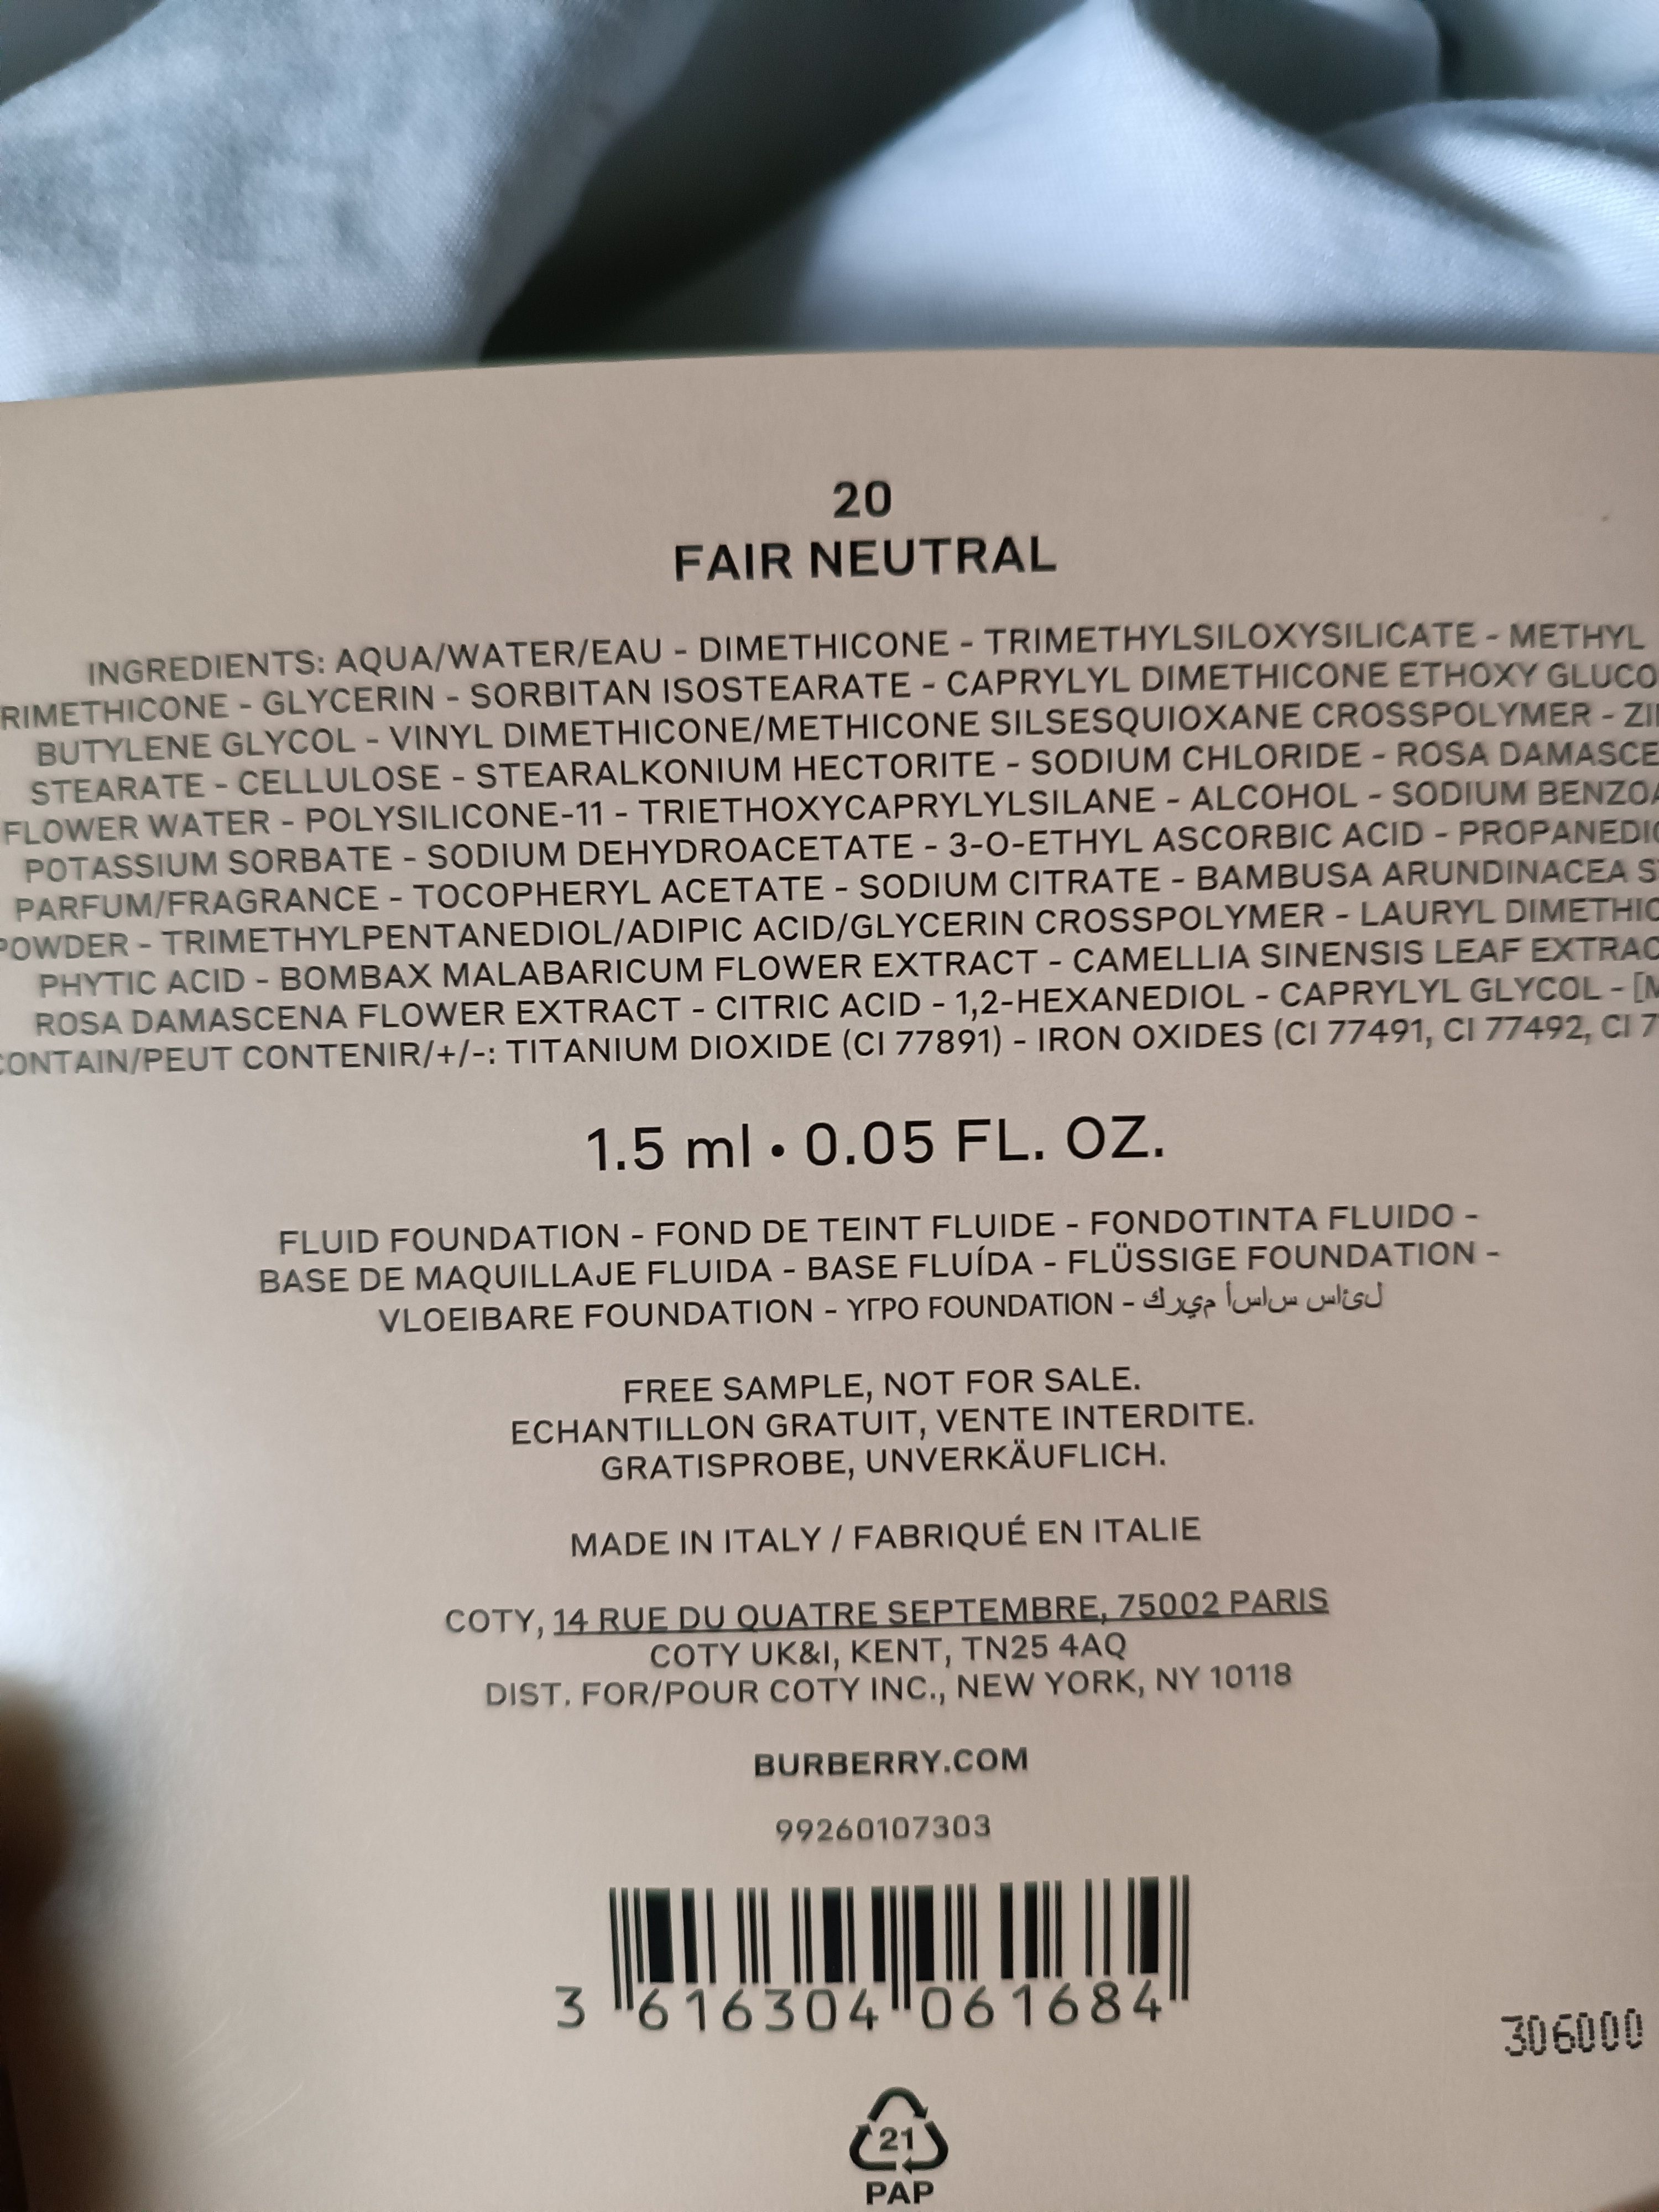 20
FAIR NEUTRAL
INGREDIENTS: AQUA/WATER/EAU - DIMETHICONE - TRIMETHYLSILOXYSILICATE - METHYL
RIMETHICONE - GLYCERIN - SORBITAN ISOSTEARATE - CAPRYLYL DIMETHICONE ETHOXY GLUCO
BUTYLENE GLYCOL - VINYL DIMETHICONE/METHICONE SILSESQUIOXANE CROSSPOLYMER - ZI
STEARATE - CELLULOSE - STEARALKONIUM HECTORITE - SODIUM CHLORIDE - ROSA DAMASCE
FLOWER WATER - POLYSILICONE-11 - TRIETHOXYCAPRYLYLSILANE - ALCOHOL - SODIUM BENZOA
POTASSIUM SORBATE - SODIUM DEHYDROACETATE - 3-O-ETHYL ASCORBIC ACID - PROPANEDIO
PARFUM/FRAGRANCE - TOCOPHERYL ACETATE - SODIUM CITRATE - BAMBUSA ARUNDINACEA S
POWDER - TRIMETHYLPENTANEDIOL/ADIPIC ACID/GLYCERIN CROSSPOLYMER - LAURYL DIMETHIC
PHYTIC ACID - BOMBAX MALABARICUM FLOWER EXTRACT - CAMELLIA SINENSIS LEAF EXTRAC
ROSA DAMASCENA FLOWER EXTRACT - CITRIC ACID - 1,2-HEXANEDIOL - CAPRYLYL GLYCOL - [M
CONTAIN/PEUT CONTENIR/+/-: TITANIUM DIOXIDE (CI 77891) - IRON OXIDES (CI 77491, CI 77492, CI 7
1.5 ml • 0.05 FL. OZ.
FLUID FOUNDATION - FOND DE TEINT FLUIDE - FONDOTINTA FLUIDO -
BASE DE MAQUILLAJE FLUIDA - BASE FLUÍDA - FLÜSSIGE FOUNDATION -
VLOEIBARE FOUNDATION - ΥΓΡΟ FOUNDATION - لئاس ساسأ ميرك
FREE SAMPLE, NOT FOR SALE.
ECHANTILLON GRATUIT, VENTE INTERDITE.
GRATISPROBE, UNVERKÄUFLICH.
MADE IN ITALY / FABRIQUÉ EN ITALIE
COTY, 14 RUE DU QUATRE SEPTEMBRE, 75002 PARIS
COTY UK&I, KENT, TN25 4AQ
DIST. FOR/POUR COTY INC., NEW YORK, NY 10118
BURBERRY.COM
99260107303
3 616304 061684
306000
21
PAP